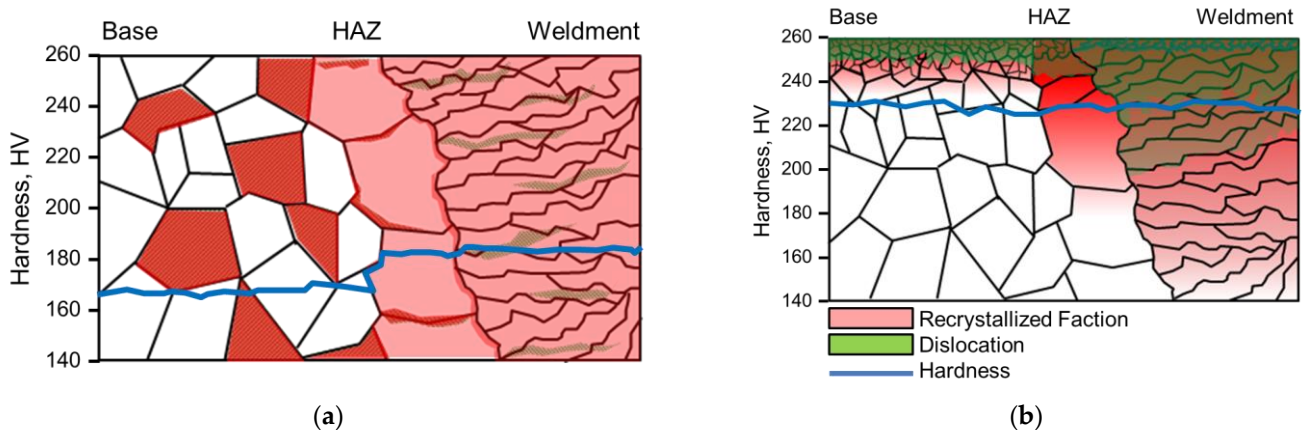 Base HAZ Weldment
Hardness, HV
260
240
220
200
180
160
140
(a)
Base HAZ Weldment
Hardness, HV
260
240
220
200
180
160
140
Recrystallized Faction
Dislocation
Hardness
(b)